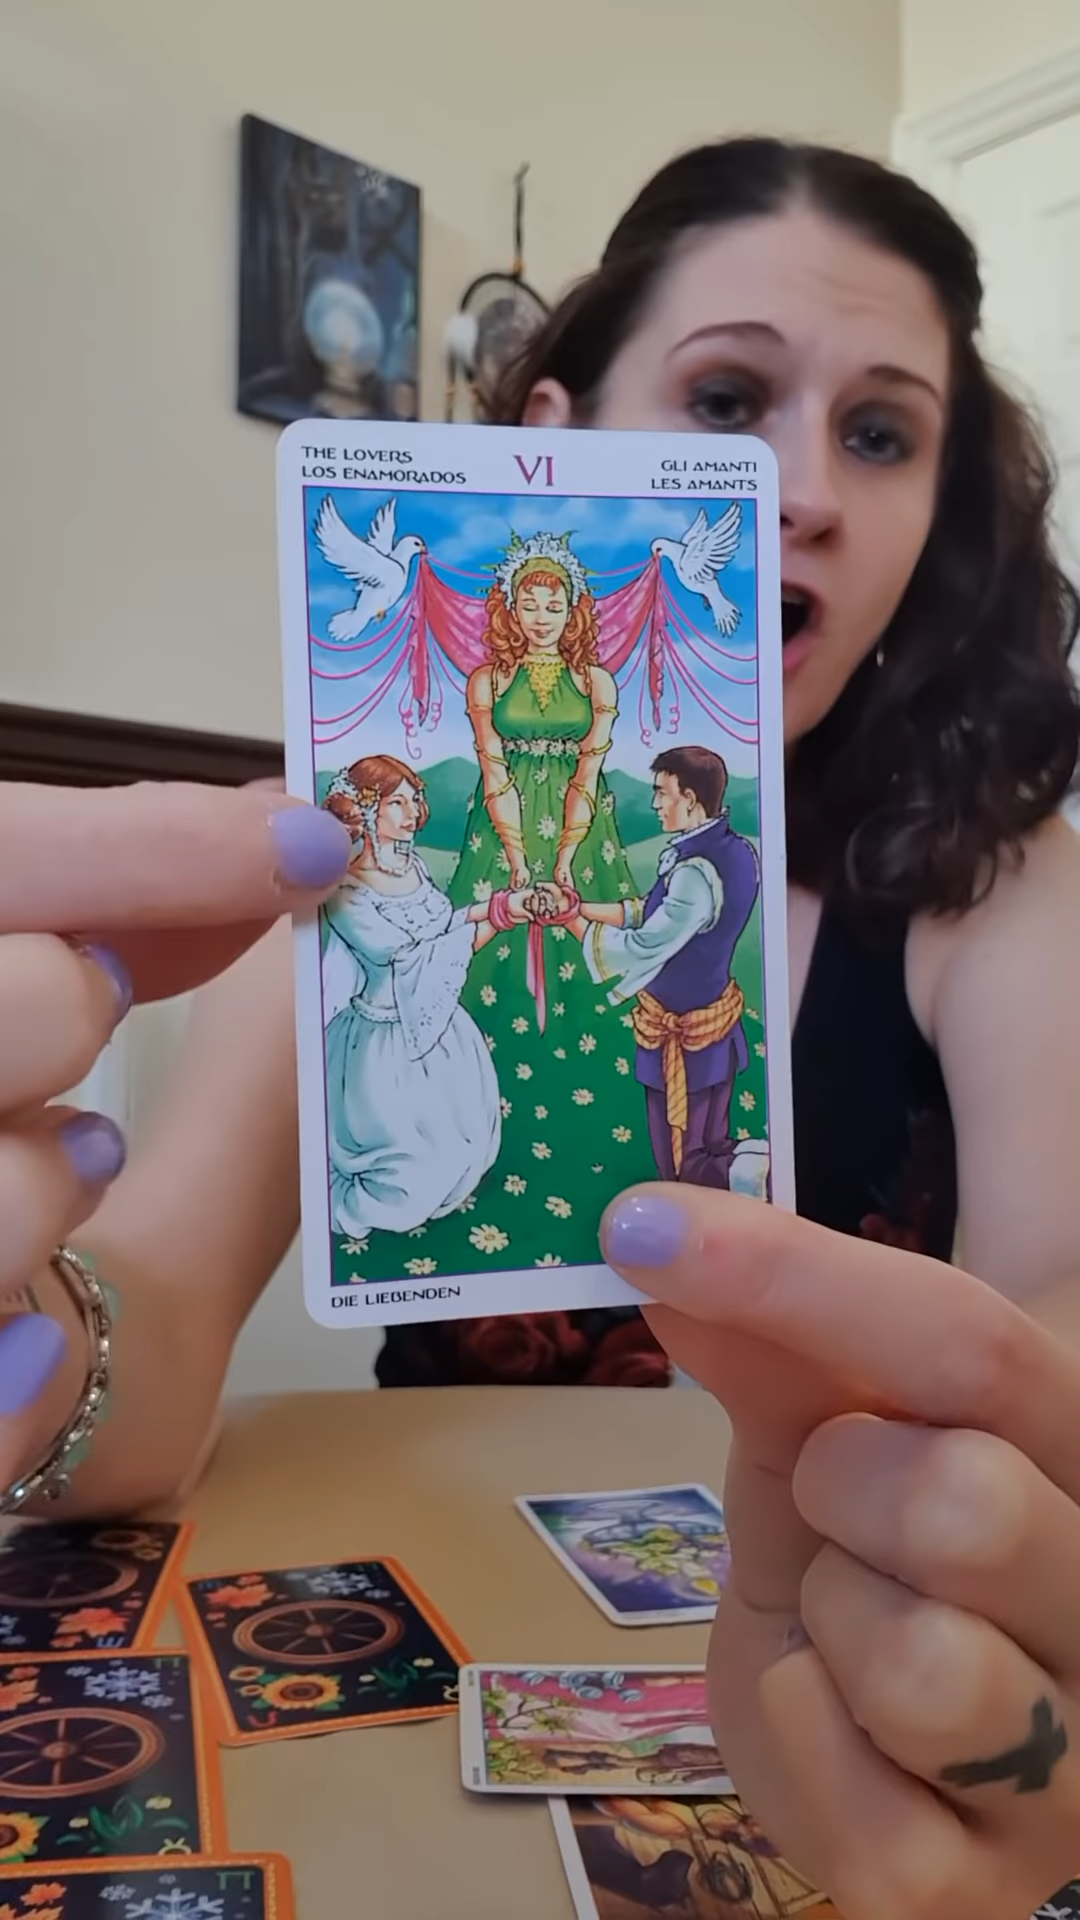 THE LOVERS
LOS ENAMORADOS
VI
GLI AMANTI
LES AMANTS
DIE LIEBENDEN